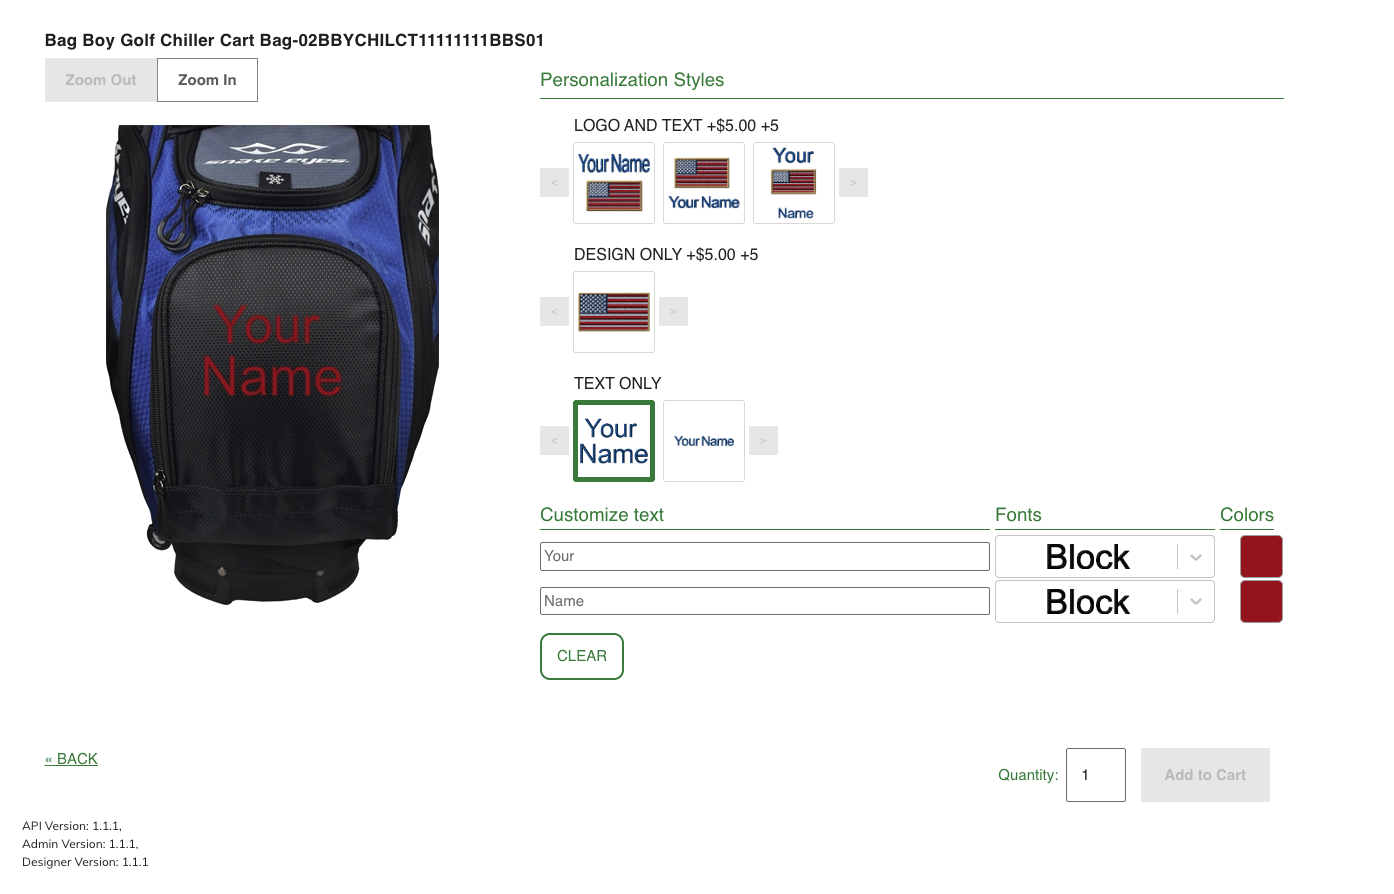 Bag Boy Golf Chiller Cart Bag-02BBYCHILCT11111111BBS01
Zoom Out
Zoom In
snake eyes
Your
Name
Personalization Styles
LOGO AND TEXT +$5.00 +5
<
Your Name
Your Name
Your
Name
>
DESIGN ONLY +$5.00 +5
<
>
TEXT ONLY
<
Your
Name
Your Name
>
Customize text
Fonts
Colors
Your
Block
Name
Block
CLEAR
« BACK
Quantity:
1
Add to Cart
API Version: 1.1.1,
Admin Version: 1.1.1,
Designer Version: 1.1.1